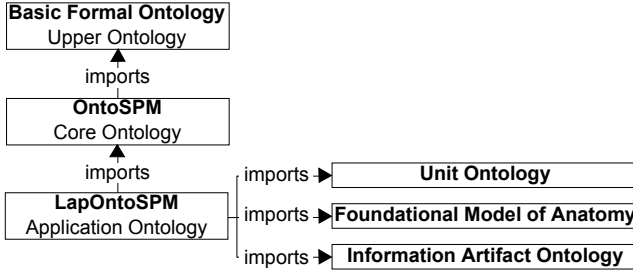 Basic Formal Ontology
Upper Ontology
imports
OntoSPM
Core Ontology
imports
LapOntoSPM
Application Ontology
imports
Unit Ontology
imports
Foundational Model of Anatomy
imports
Information Artifact Ontology